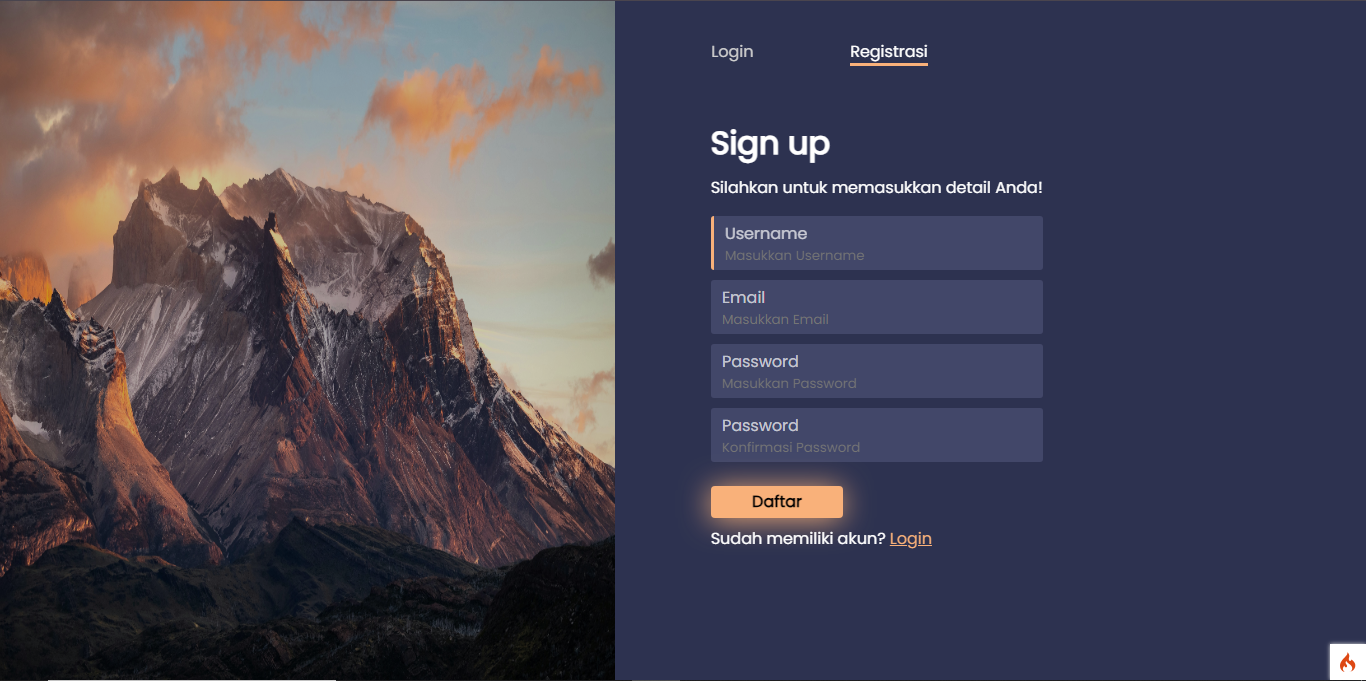 Login
Registrasi
Sign up
Silahkan untuk memasukkan detail Anda!
Username
Masukkan Username
Email
Masukkan Email
Password
Masukkan Password
Password
Konfirmasi Password
Daftar
Sudah memiliki akun? Login